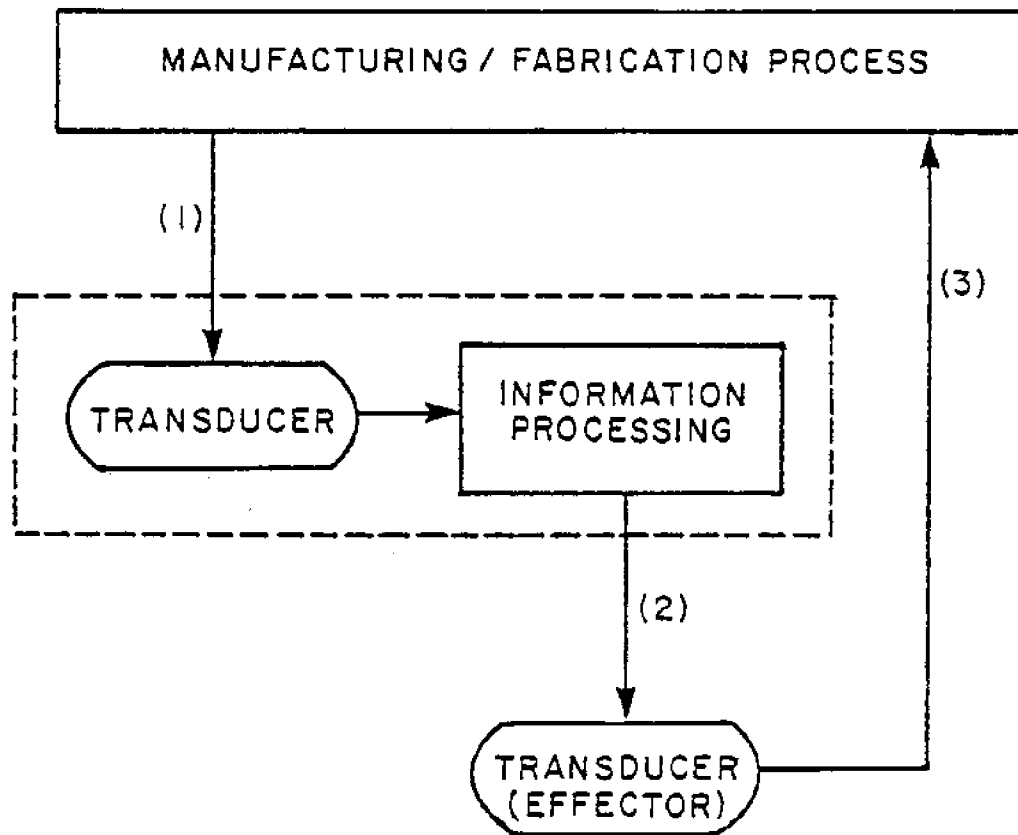 MANUFACTURING / FABRICATION PROCESS
(1)
(3)
TRANSDUCER
INFORMATION
PROCESSING
(2)
TRANSDUCER
(EFFECTOR)